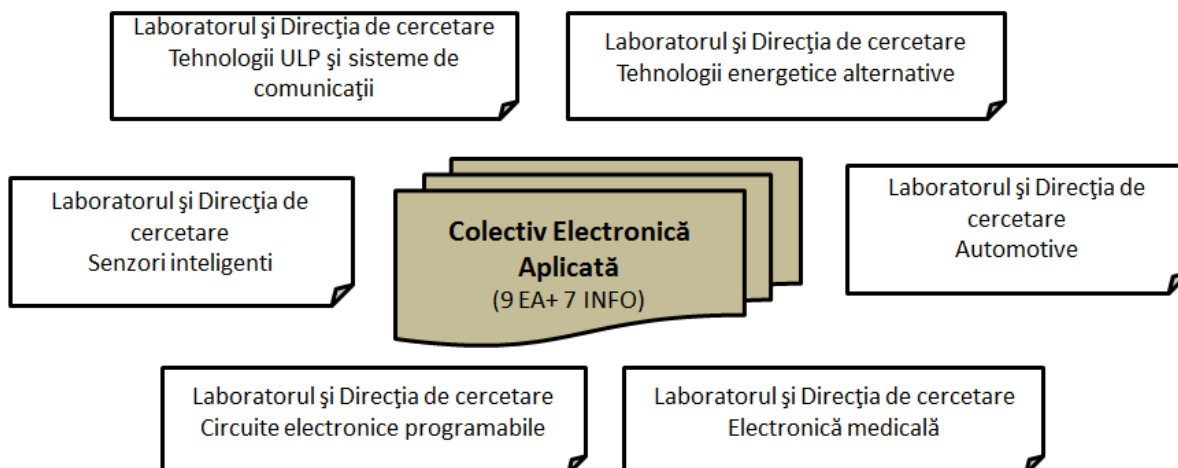 Laboratorul şi Direcţia de cercetare
Tehnologii ULP şi sisteme de
comunicaţii
Laboratorul şi Direcţia de cercetare
Tehnologii energetice alternative
Laboratorul şi Direcţia de
cercetare
Senzori inteligenti
Colectiv Electronică
Aplicată
(9 EA+ 7 INFO)
Laboratorul şi Direcţia de
cercetare
Automotive
Laboratorul şi Direcţia de cercetare
Circuite electronice programabile
Laboratorul şi Direcţia de cercetare
Electronică medicală